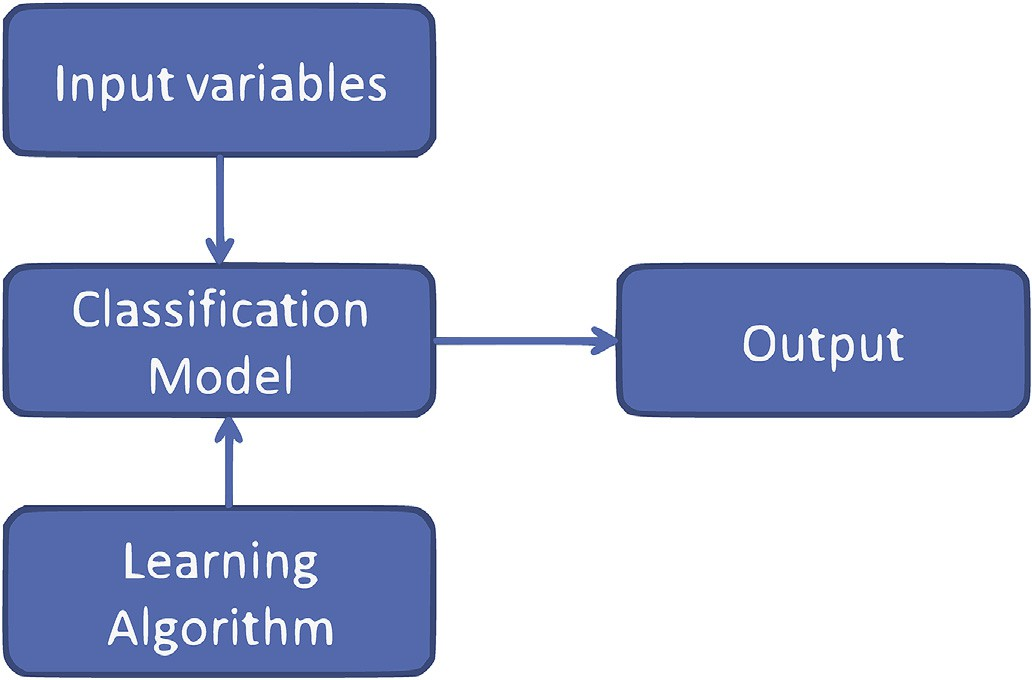 Input variables
Classification
Model
Output
Learning
Algorithm